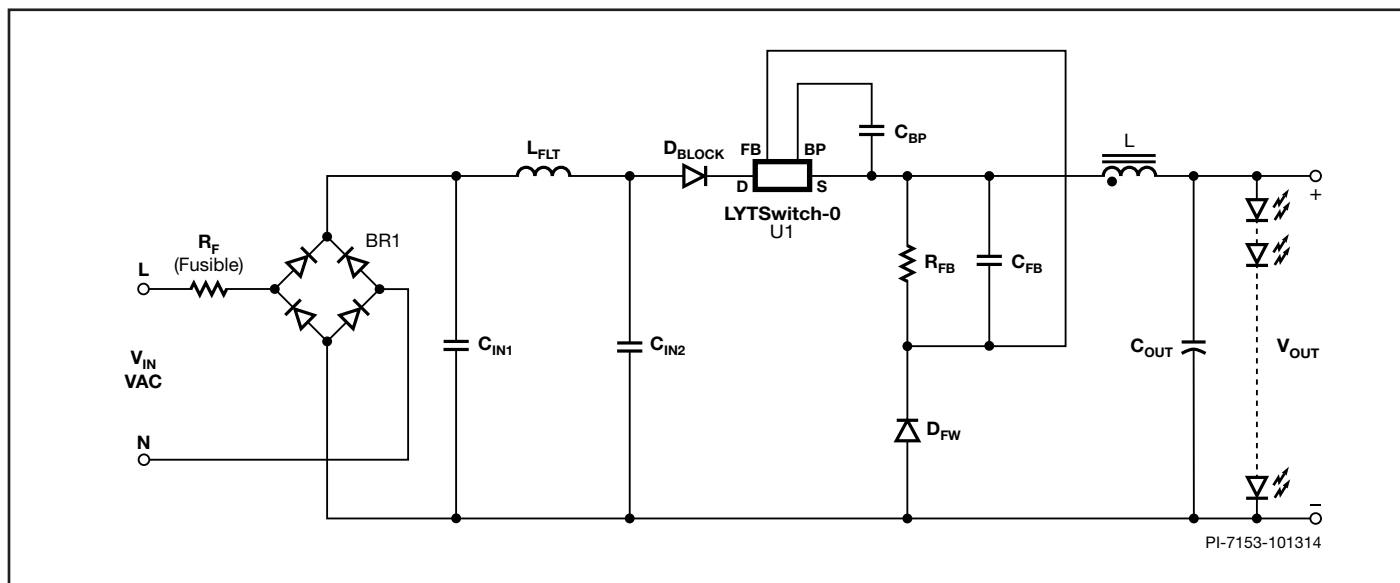 FB
BP
C_BP
L_FLT
D_BLOCK
L
D
S
+
LYTSwitch-0
U1
R_F
(Fusible)
BR1
L
R_FB
C_FB
C_IN1
C_IN2
C_OUT
V_OUT
V_IN
VAC
D_FW
N
–
PI-7153-101314